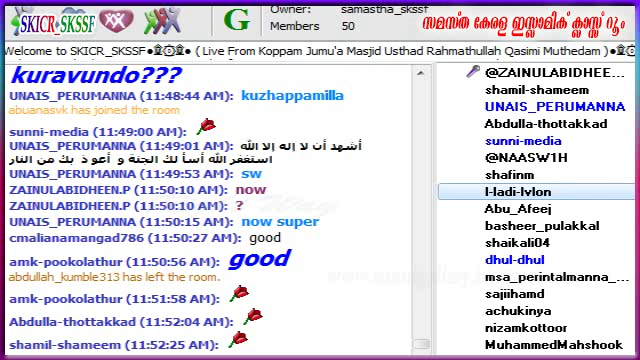 SKICR_SKSSF
G
Owner: samastha_skssf
Members 50
സമസ്ത കേരള ഇസ്ലാമിക് ക്ലാസ്സ് റൂം
Welcome to SKICR_SKSSF●۩۞۩● ( Live From Koppam Jumu'a Masjid Usthad Rahmathullah Qasimi Muthedam )●۩۞۩●
kuravundo???
UNAIS_PERUMANNA (11:48:44 AM): kuzhappamilla
abuanasvk has joined the room
sunni-media (11:49:00 AM):
UNAIS_PERUMANNA (11:49:01 AM): أشهد أن لا إله إلا الله
استغفر الله أسأ لك الجنة و أعو ذ بك من النار
UNAIS_PERUMANNA (11:49:53 AM): sw
ZAINULABIDHEEN.P (11:50:10 AM): now
ZAINULABIDHEEN.P (11:50:10 AM): ?
UNAIS_PERUMANNA (11:50:15 AM): now super
cmalianamangad786 (11:50:27 AM): good
amk-pookolathur (11:50:56 AM): good
abdullah_kumble313 has left the room.
amk-pookolathur (11:51:58 AM):
Abdulla-thottakkad (11:52:04 AM):
shamil-shameem (11:52:25 AM):
@ZAINULABIDHEE...
shamil-shameem
UNAIS_PERUMANNA
Abdulla-thottakkad
sunni-media
@NAASW1H
shafinm
I-Iadi-IvIon
Abu_Afeej
basheer_pulakkal
shaikali04
dhul-dhul
msa_perintalmanna_...
sajiihamd
achukinya
nizamkottoor
MuhammedMahshook